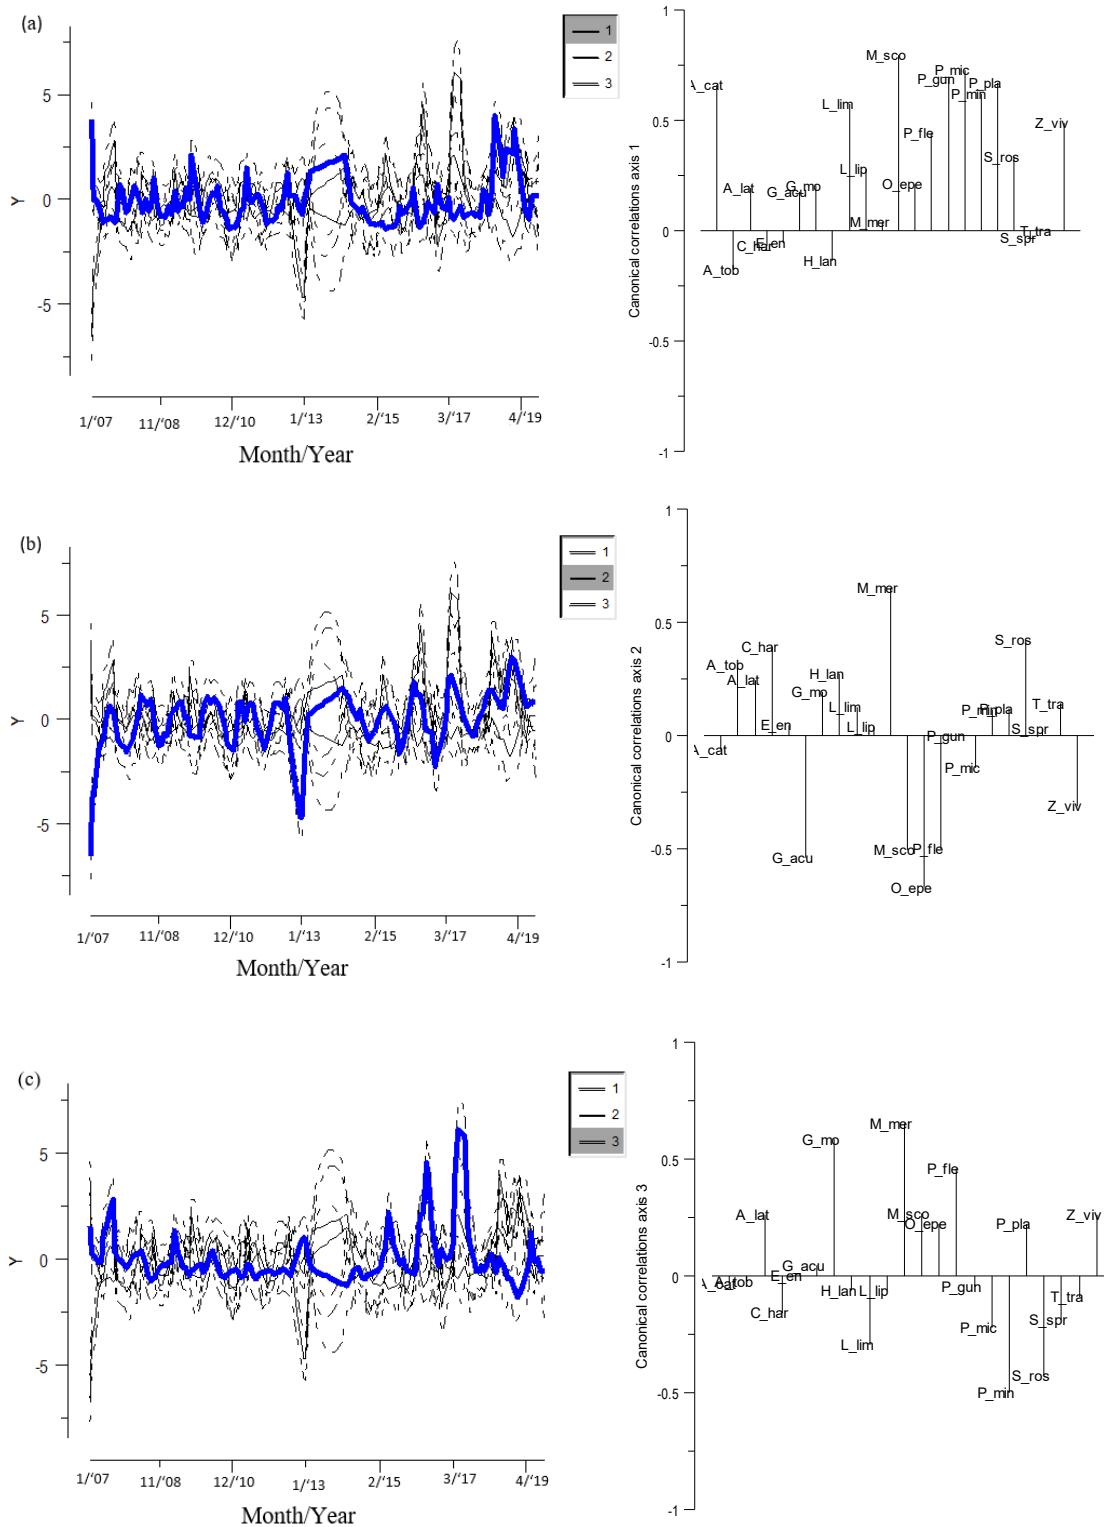 (a)
1
2
3
5
0
-5
Y
1/'07
11/'08
12/'10
1/'13
2/'15
3/'17
4/'19
Month/Year
1
0.5
0
-0.5
-1
Canonical correlations axis 1
A_cat
A_tob
A_lat
C_har
E_en
G_acu
G_mo
H_lan
L_lim
L_lip
M_mer
M_sco
O_epe
P_fle
P_gun
P_mic
P_min
P_pla
S_ros
S_spr
T_tra
Z_viv
(b)
1
2
3
5
0
-5
Y
1/'07
11/'08
12/'10
1/'13
2/'15
3/'17
4/'19
Month/Year
1
0.5
0
-0.5
-1
Canonical correlations axis 2
A_cat
A_tob
A_lat
C_har
E_en
G_acu
G_mo
H_lan
L_lim
L_lip
M_mer
M_sco
O_epe
P_fle
P_gun
P_mic
P_min
P_pla
S_ros
S_spr
T_tra
Z_viv
(c)
1
2
3
5
0
-5
Y
1/'07
11/'08
12/'10
1/'13
2/'15
3/'17
4/'19
Month/Year
1
0.5
0
-0.5
-1
Canonical correlations axis 3
A_cat
A_tob
A_lat
C_har
E_en
G_acu
G_mo
H_lan
L_lim
L_lip
M_mer
M_sco
O_epe
P_fle
P_gun
P_mic
P_min
P_pla
S_ros
S_spr
T_tra
Z_viv